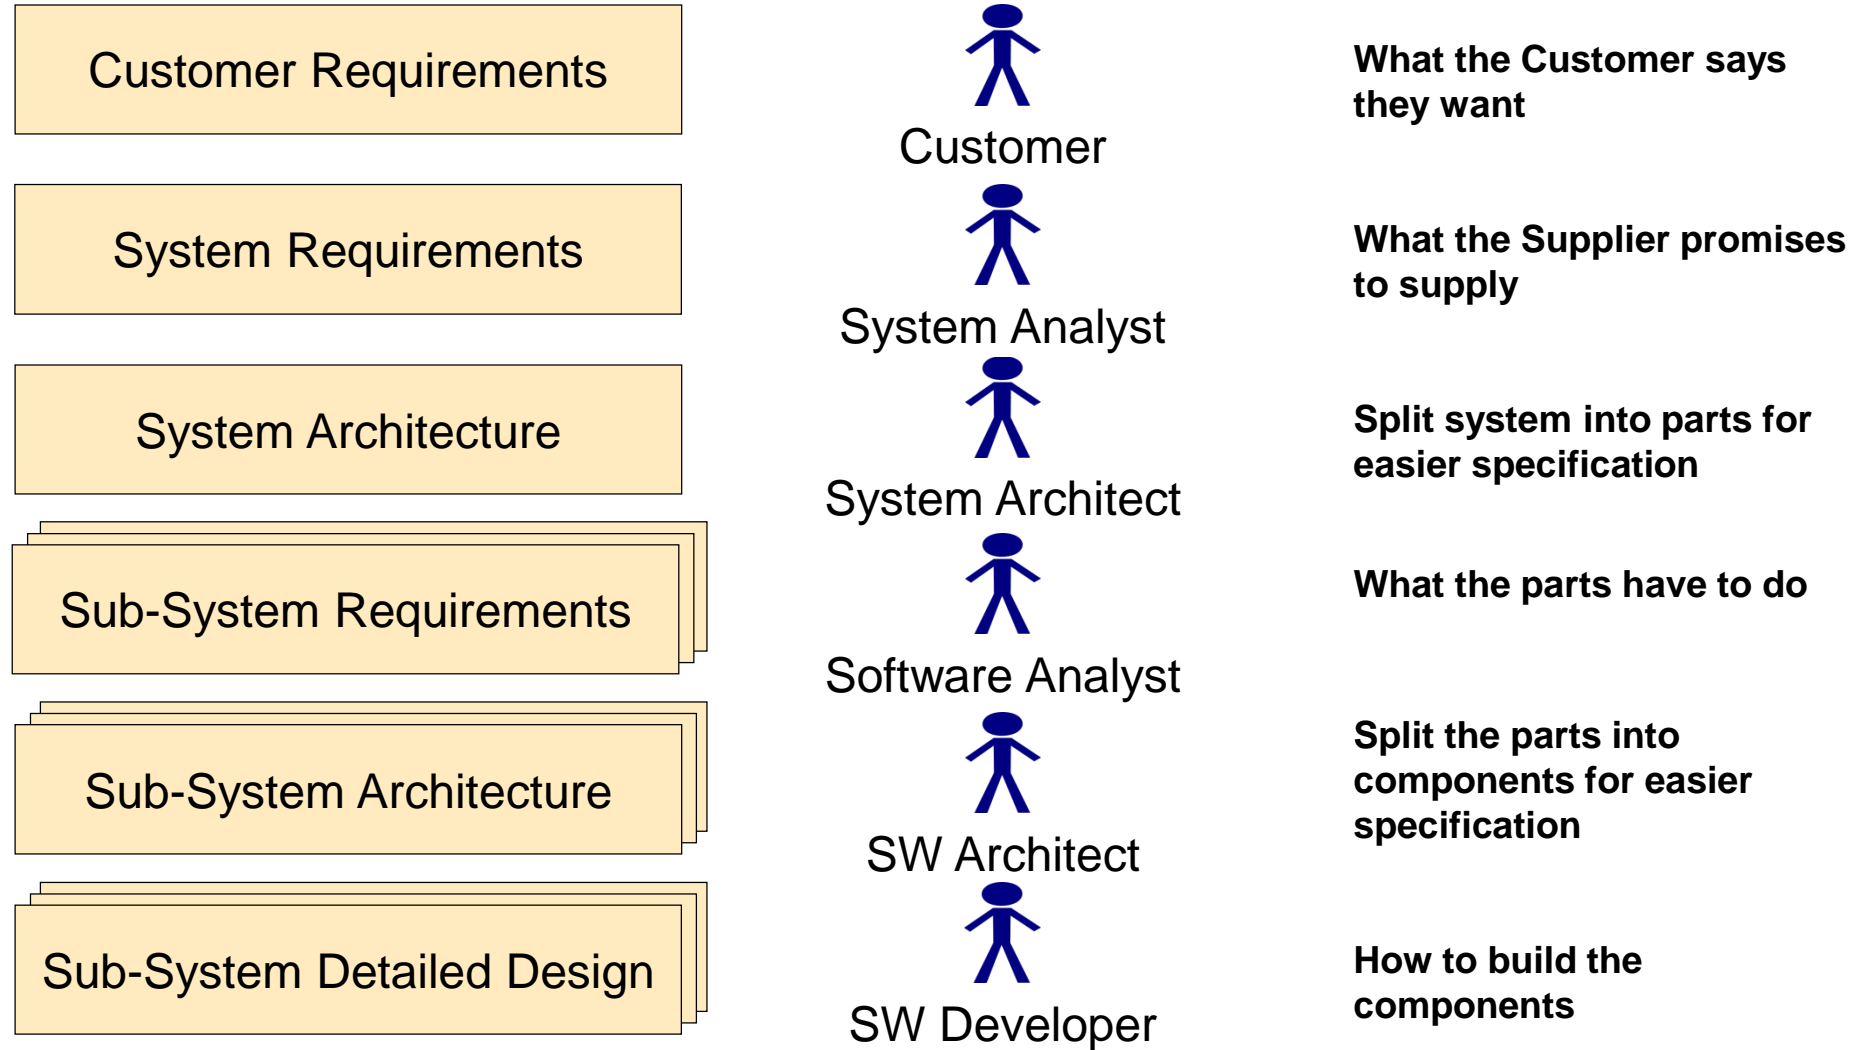 Customer Requirements
Customer
What the Customer says
they want
System Requirements
System Analyst
What the Supplier promises
to supply
System Architecture
System Architect
Split system into parts for
easier specification
Sub-System Requirements
Software Analyst
What the parts have to do
Sub-System Architecture
SW Architect
Split the parts into
components for easier
specification
Sub-System Detailed Design
SW Developer
How to build the
components